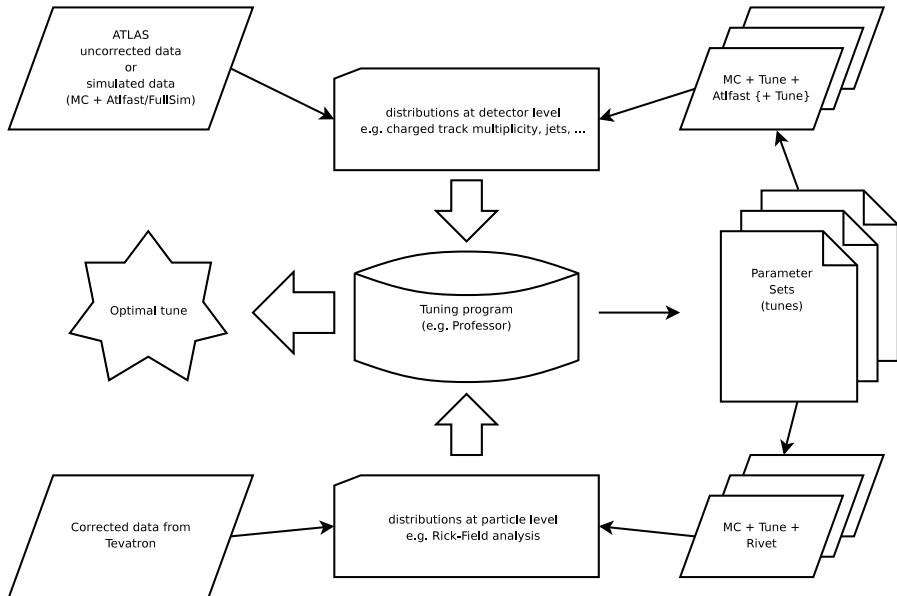 ATLAS
uncorrected data
or
simulated data
(MC + Atlfast/FullSim)
distributions at detector level
e.g. charged track multiplicity, jets, ...
MC + Tune +
Atlfast {+ Tune}
Optimal tune
Tuning program
(e.g. Professor)
Parameter
Sets
(tunes)
Corrected data from
Tevatron
distributions at particle level
e.g. Rick-Field analysis
MC + Tune +
Rivet